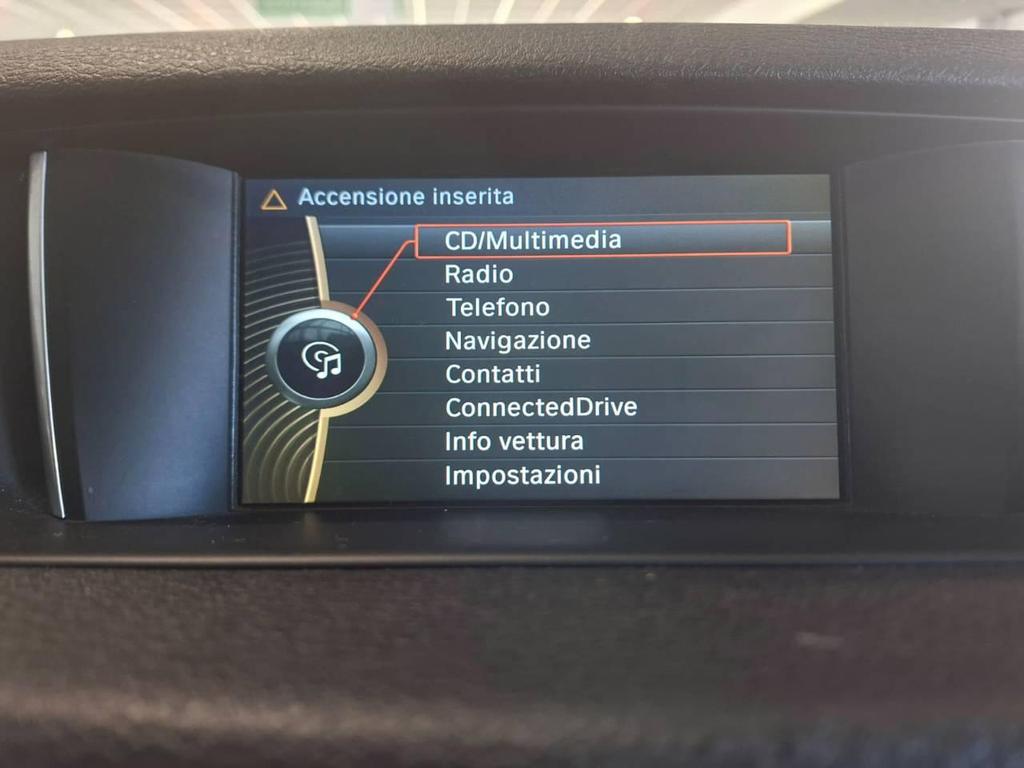 Accensione inserita
CD/Multimedia
Radio
Telefono
Navigazione
Contatti
ConnectedDrive
Info vettura
Impostazioni